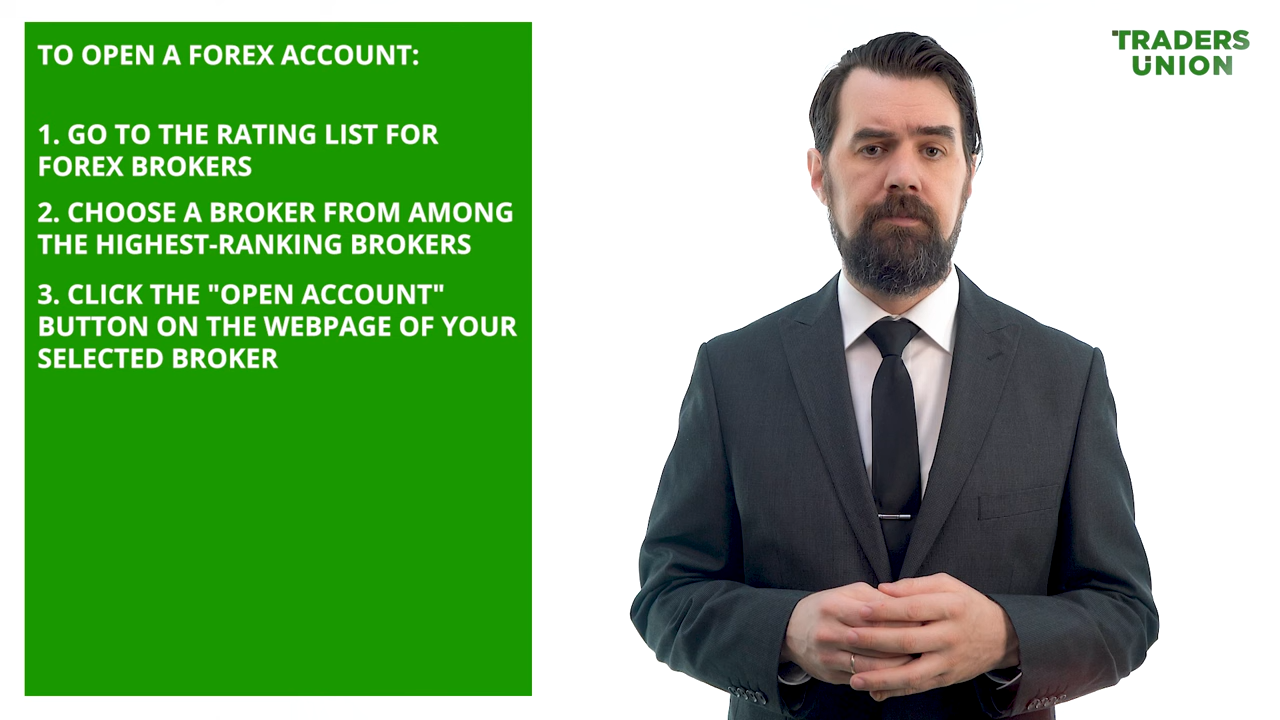 TO OPEN A FOREX ACCOUNT:
1. GO TO THE RATING LIST FOR
FOREX BROKERS
2. CHOOSE A BROKER FROM AMONG
THE HIGHEST-RANKING BROKERS
3. CLICK THE "OPEN ACCOUNT"
BUTTON ON THE WEBPAGE OF YOUR
SELECTED BROKER
TRADERS
UNION